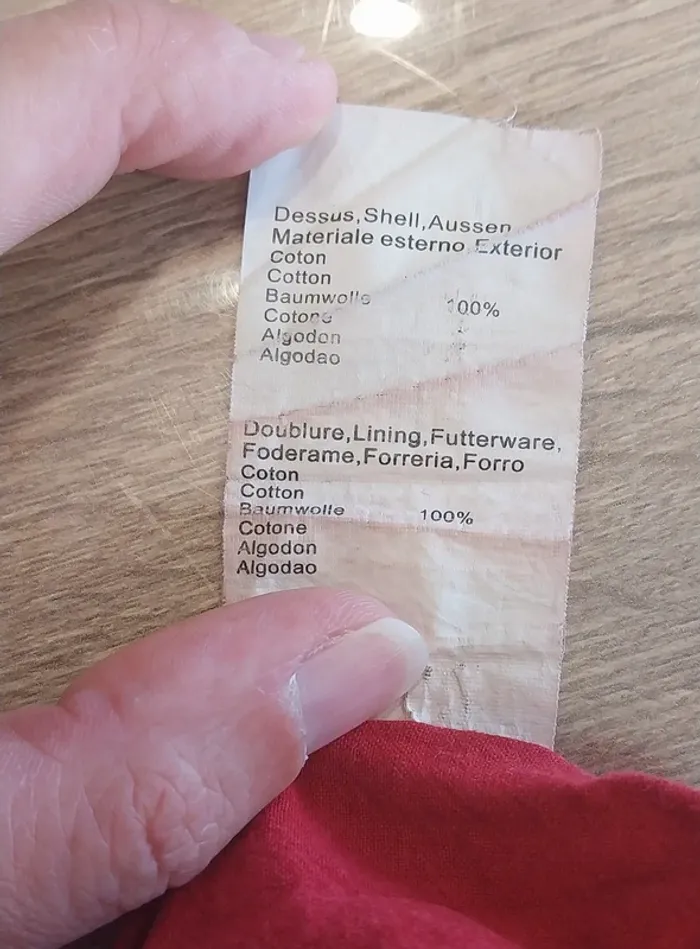 Dessus,Shell,Aussen
Materiale esterno Exterior
Coton
Cotton
Baumwolle
Cotone 100%
Algodon
Algodao
Doublure,Lining,Futterware,
Foderame,Forreria,Forro
Coton
Cotton
Baumwolle 100%
Cotone
Algodon
Algodao